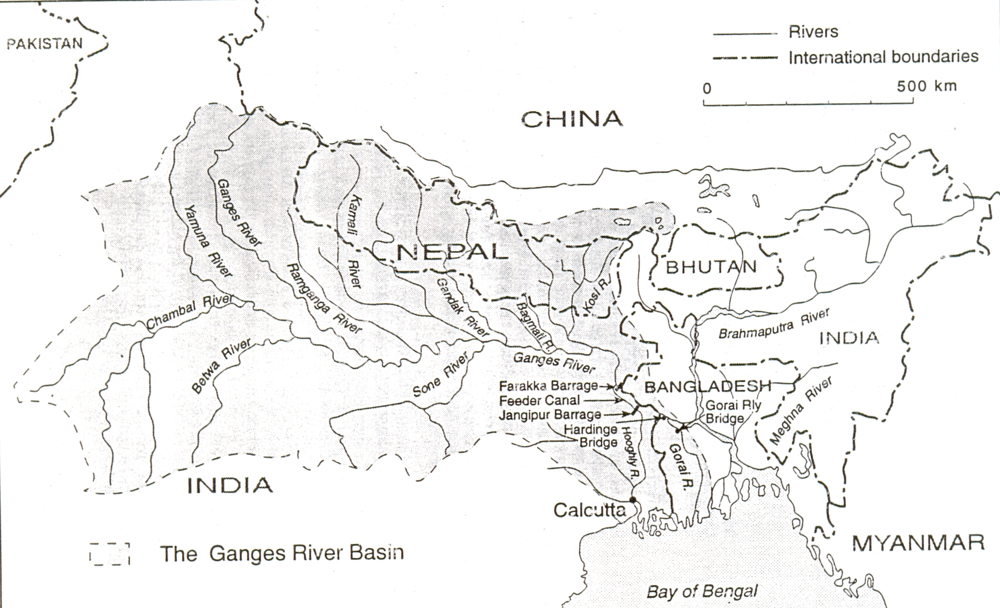 PAKISTAN
Rivers
International boundaries
0 500 km
CHINA
Yamuna River
Ganges River
Karnali River
NEPAL
BHUTAN
Ramganga River
Gandak River
Bagmati R.
Kosi R.
Chambal River
Betwa River
Sone River
Ganges River
Brahmaputra River
INDIA
Farakka Barrage
Feeder Canal
Jangipur Barrage
Hardinge
Bridge
BANGLADESH
Gorai Rly
Bridge
Meghna River
Hooghly R.
Gorai R.
INDIA
Calcutta
The Ganges River Basin
MYANMAR
Bay of Bengal